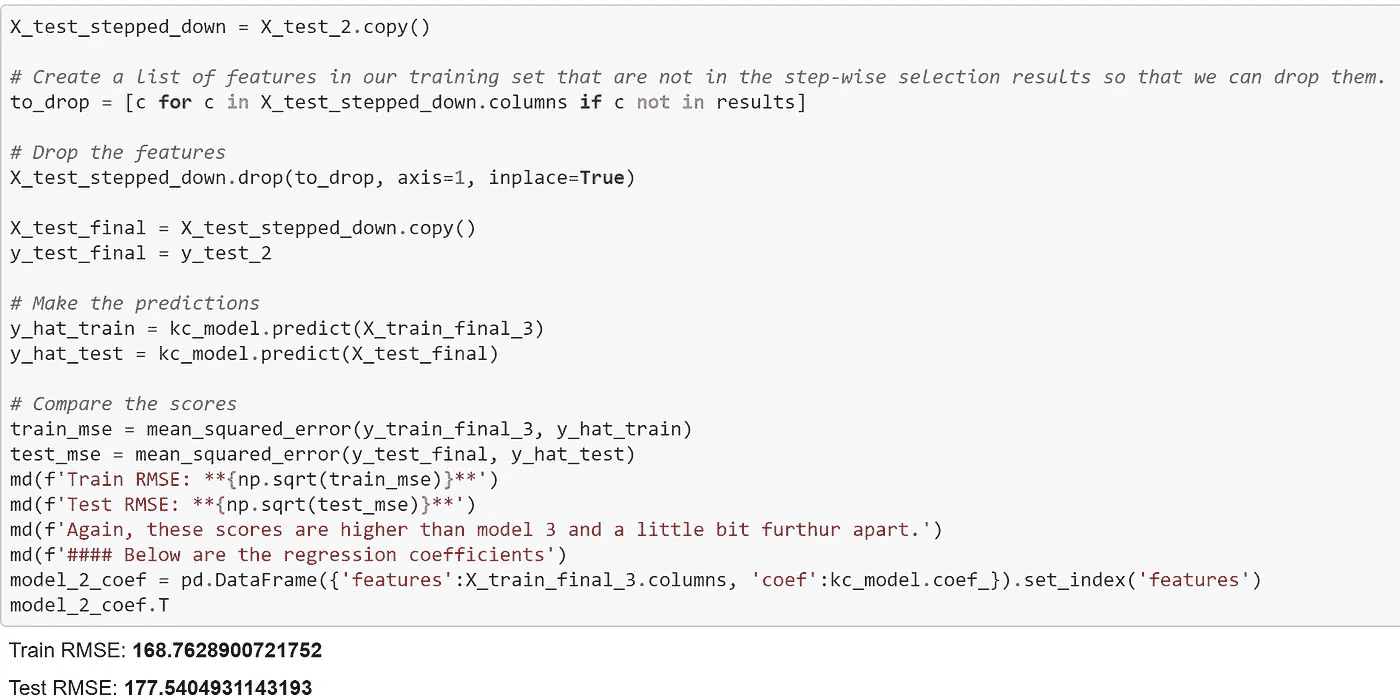 X_test_stepped_down = X_test_2.copy()
# Create a list of features in our training set that are not in the step-wise selection results so that we can drop them.
to_drop = [c for c in X_test_stepped_down.columns if c not in results]
# Drop the features
X_test_stepped_down.drop(to_drop, axis=1, inplace=True)
X_test_final = X_test_stepped_down.copy()
y_test_final = y_test_2
# Make the predictions
y_hat_train = kc_model.predict(X_train_final_3)
y_hat_test = kc_model.predict(X_test_final)
# Compare the scores
train_mse = mean_squared_error(y_train_final_3, y_hat_train)
test_mse = mean_squared_error(y_test_final, y_hat_test)
md(f'Train RMSE: **{np.sqrt(train_mse)}**')
md(f'Test RMSE: **{np.sqrt(test_mse)}**')
md(f'Again, these scores are higher than model 3 and a little bit furthur apart.')
md(f'#### Below are the regression coefficients')
model_2_coef = pd.DataFrame({'features':X_train_final_3.columns, 'coef':kc_model.coef_}).set_index('features')
model_2_coef.T
Train RMSE: 168.7628900721752
Test RMSE: 177.5404931143193